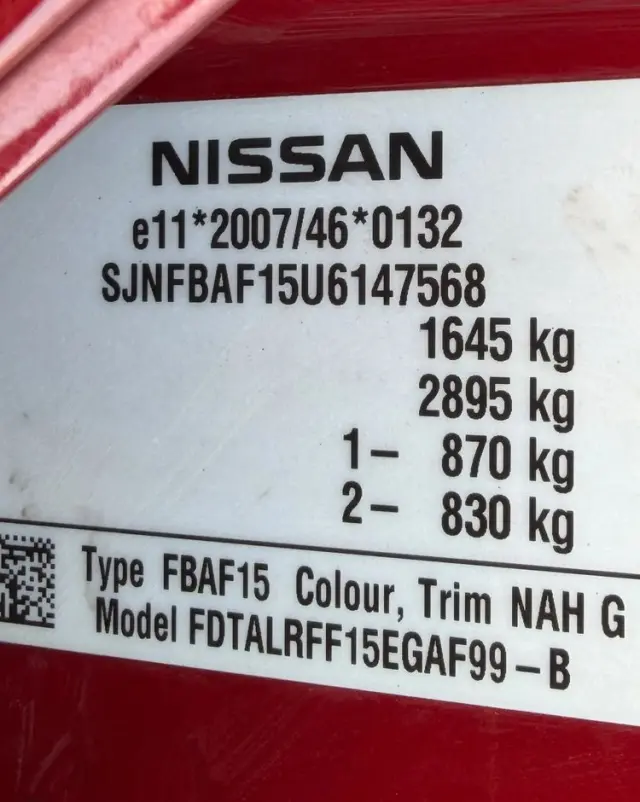 NISSAN
e11*2007/46*0132
SJNFBAF15U6147568
1645 kg
2895 kg
1– 870 kg
2– 830 kg
Type FBAF15 Colour, Trim NAH G
Model FDTALRFF15EGAF99–B